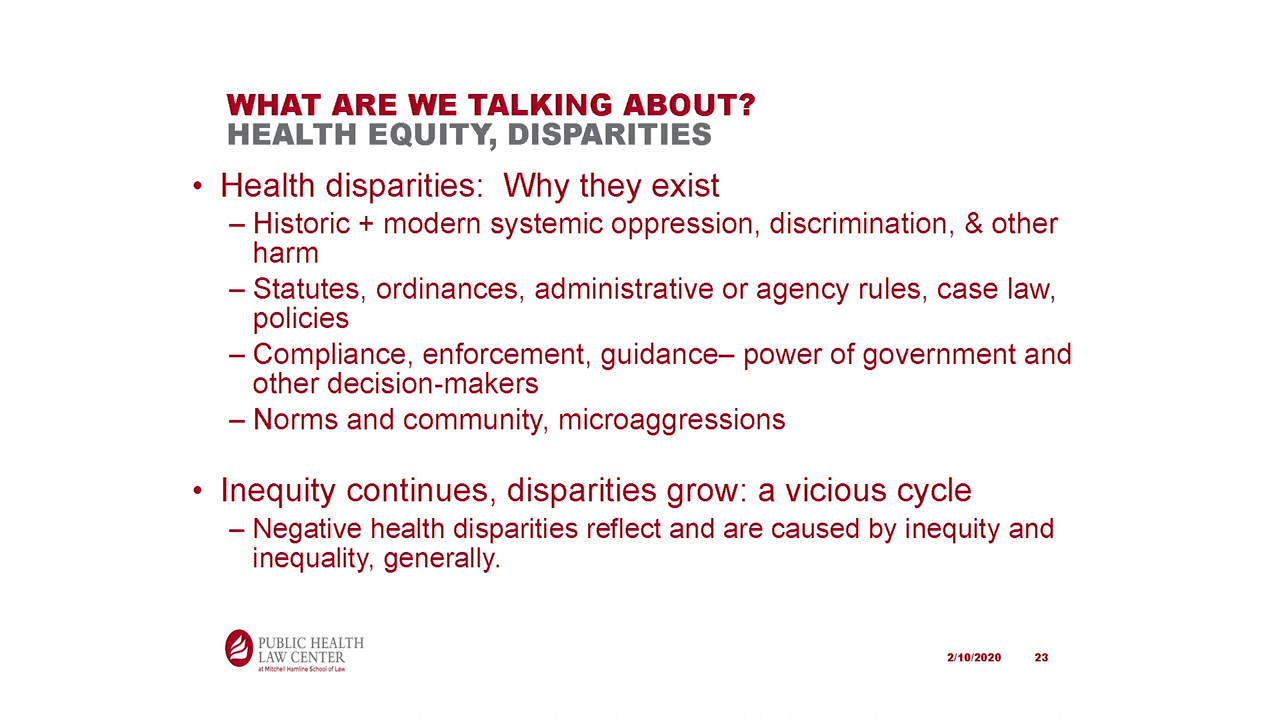 WHAT ARE WE TALKING ABOUT?
HEALTH EQUITY, DISPARITIES
• Health disparities:  Why they exist
– Historic + modern systemic oppression, discrimination, & other
harm
– Statutes, ordinances, administrative or agency rules, case law,
policies
– Compliance, enforcement, guidance– power of government and
other decision-makers
– Norms and community, microaggressions
• Inequity continues, disparities grow: a vicious cycle
– Negative health disparities reflect and are caused by inequity and
inequality, generally.
PUBLIC HEALTH
LAW CENTER
at Mitchell Hamline School of Law
2/10/2020 23